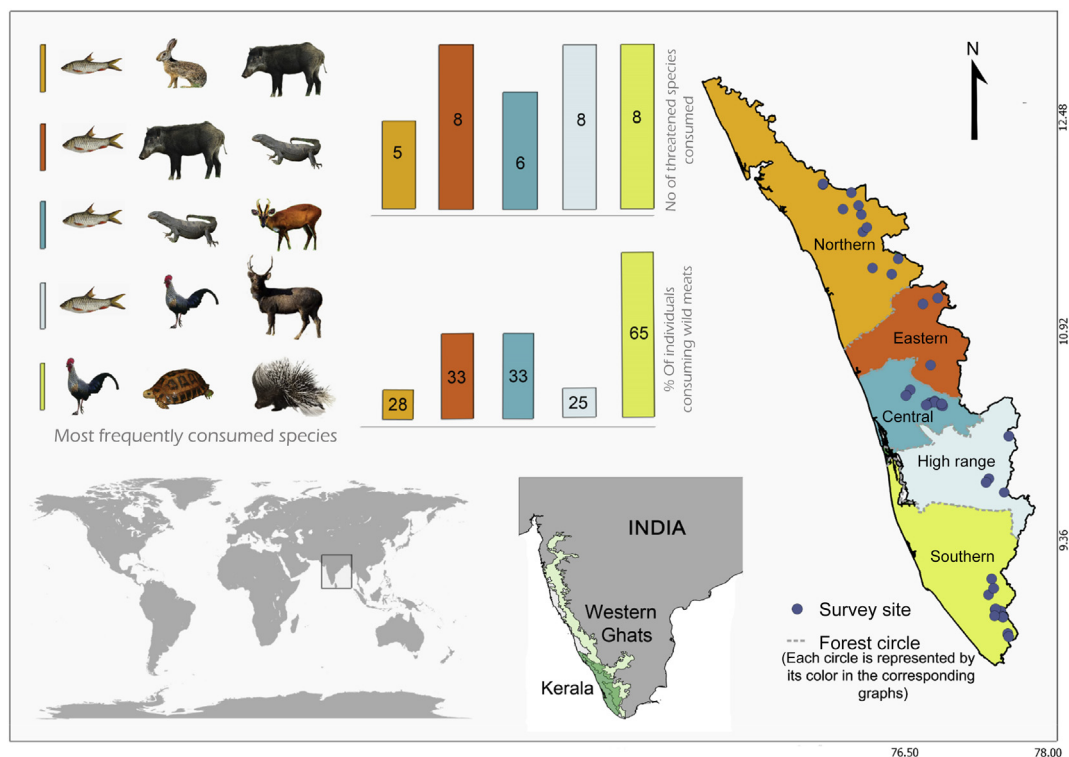 5
8
6
8
8
No of threatened species
consumed
28
33
33
25
65
% Of individuals
consuming wild meats
Most frequently consumed species
N
12.48
10.92
9.36
76.50
78.00
Northern
Eastern
Central
High range
Southern
Survey site
Forest circle
(Each circle is represented by
its color in the corresponding
graphs)
INDIA
Western
Ghats
Kerala